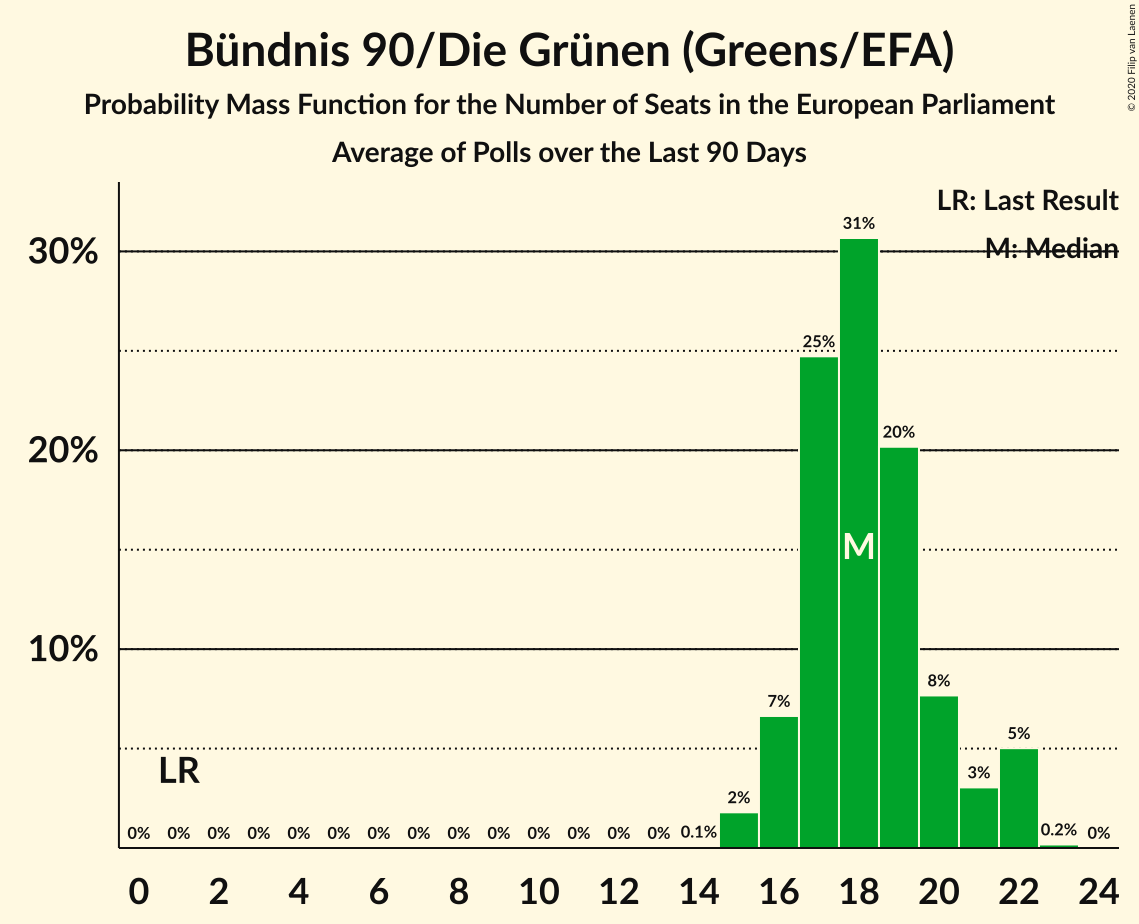 Bündnis 90/Die Grünen (Greens/EFA)
Probability Mass Function for the Number of Seats in the European Parliament
Average of Polls over the Last 90 Days
© 2020 Filip van Laenen
LR: Last Result
M: Median
30%
20%
10%
31%
25%
20%
M
8%
7%
5%
LR
3%
2%
0% 0% 0% 0% 0% 0% 0% 0% 0% 0% 0% 0% 0% 0% 0.1% 0.2% 0%
0 2 4 6 8 10 12 14 16 18 20 22 24